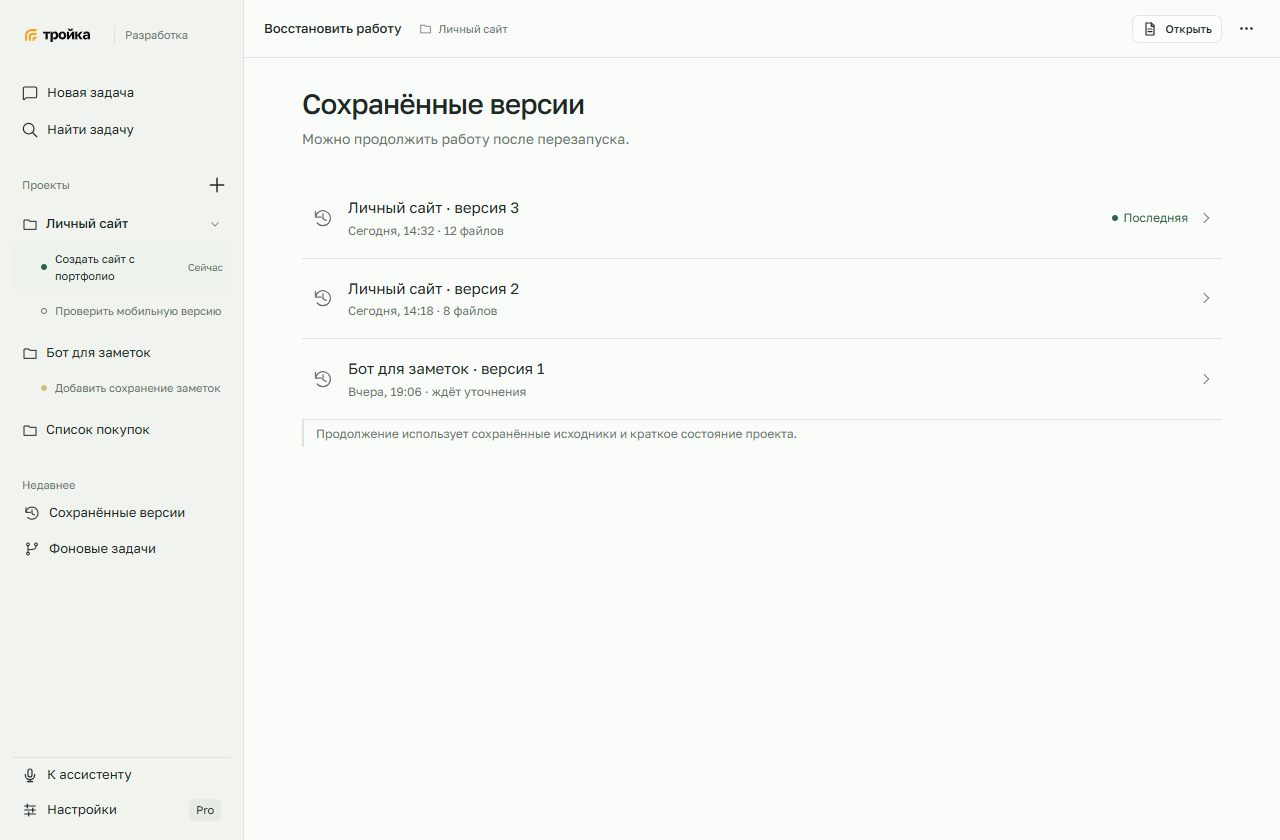 тройка
Разработка
Новая задача
Найти задачу
Проекты
Личный сайт
Создать сайт с
портфолио
Сейчас
Проверить мобильную версию
Бот для заметок
Добавить сохранение заметок
Список покупок
Недавнее
Сохранённые версии
Фоновые задачи
К ассистенту
Настройки
Pro
Восстановить работу
Личный сайт
Открыть
Сохранённые версии
Можно продолжить работу после перезапуска.
Личный сайт · версия 3
Сегодня, 14:32 · 12 файлов
Последняя
Личный сайт · версия 2
Сегодня, 14:18 · 8 файлов
Бот для заметок · версия 1
Вчера, 19:06 · ждёт уточнения
Продолжение использует сохранённые исходники и краткое состояние проекта.